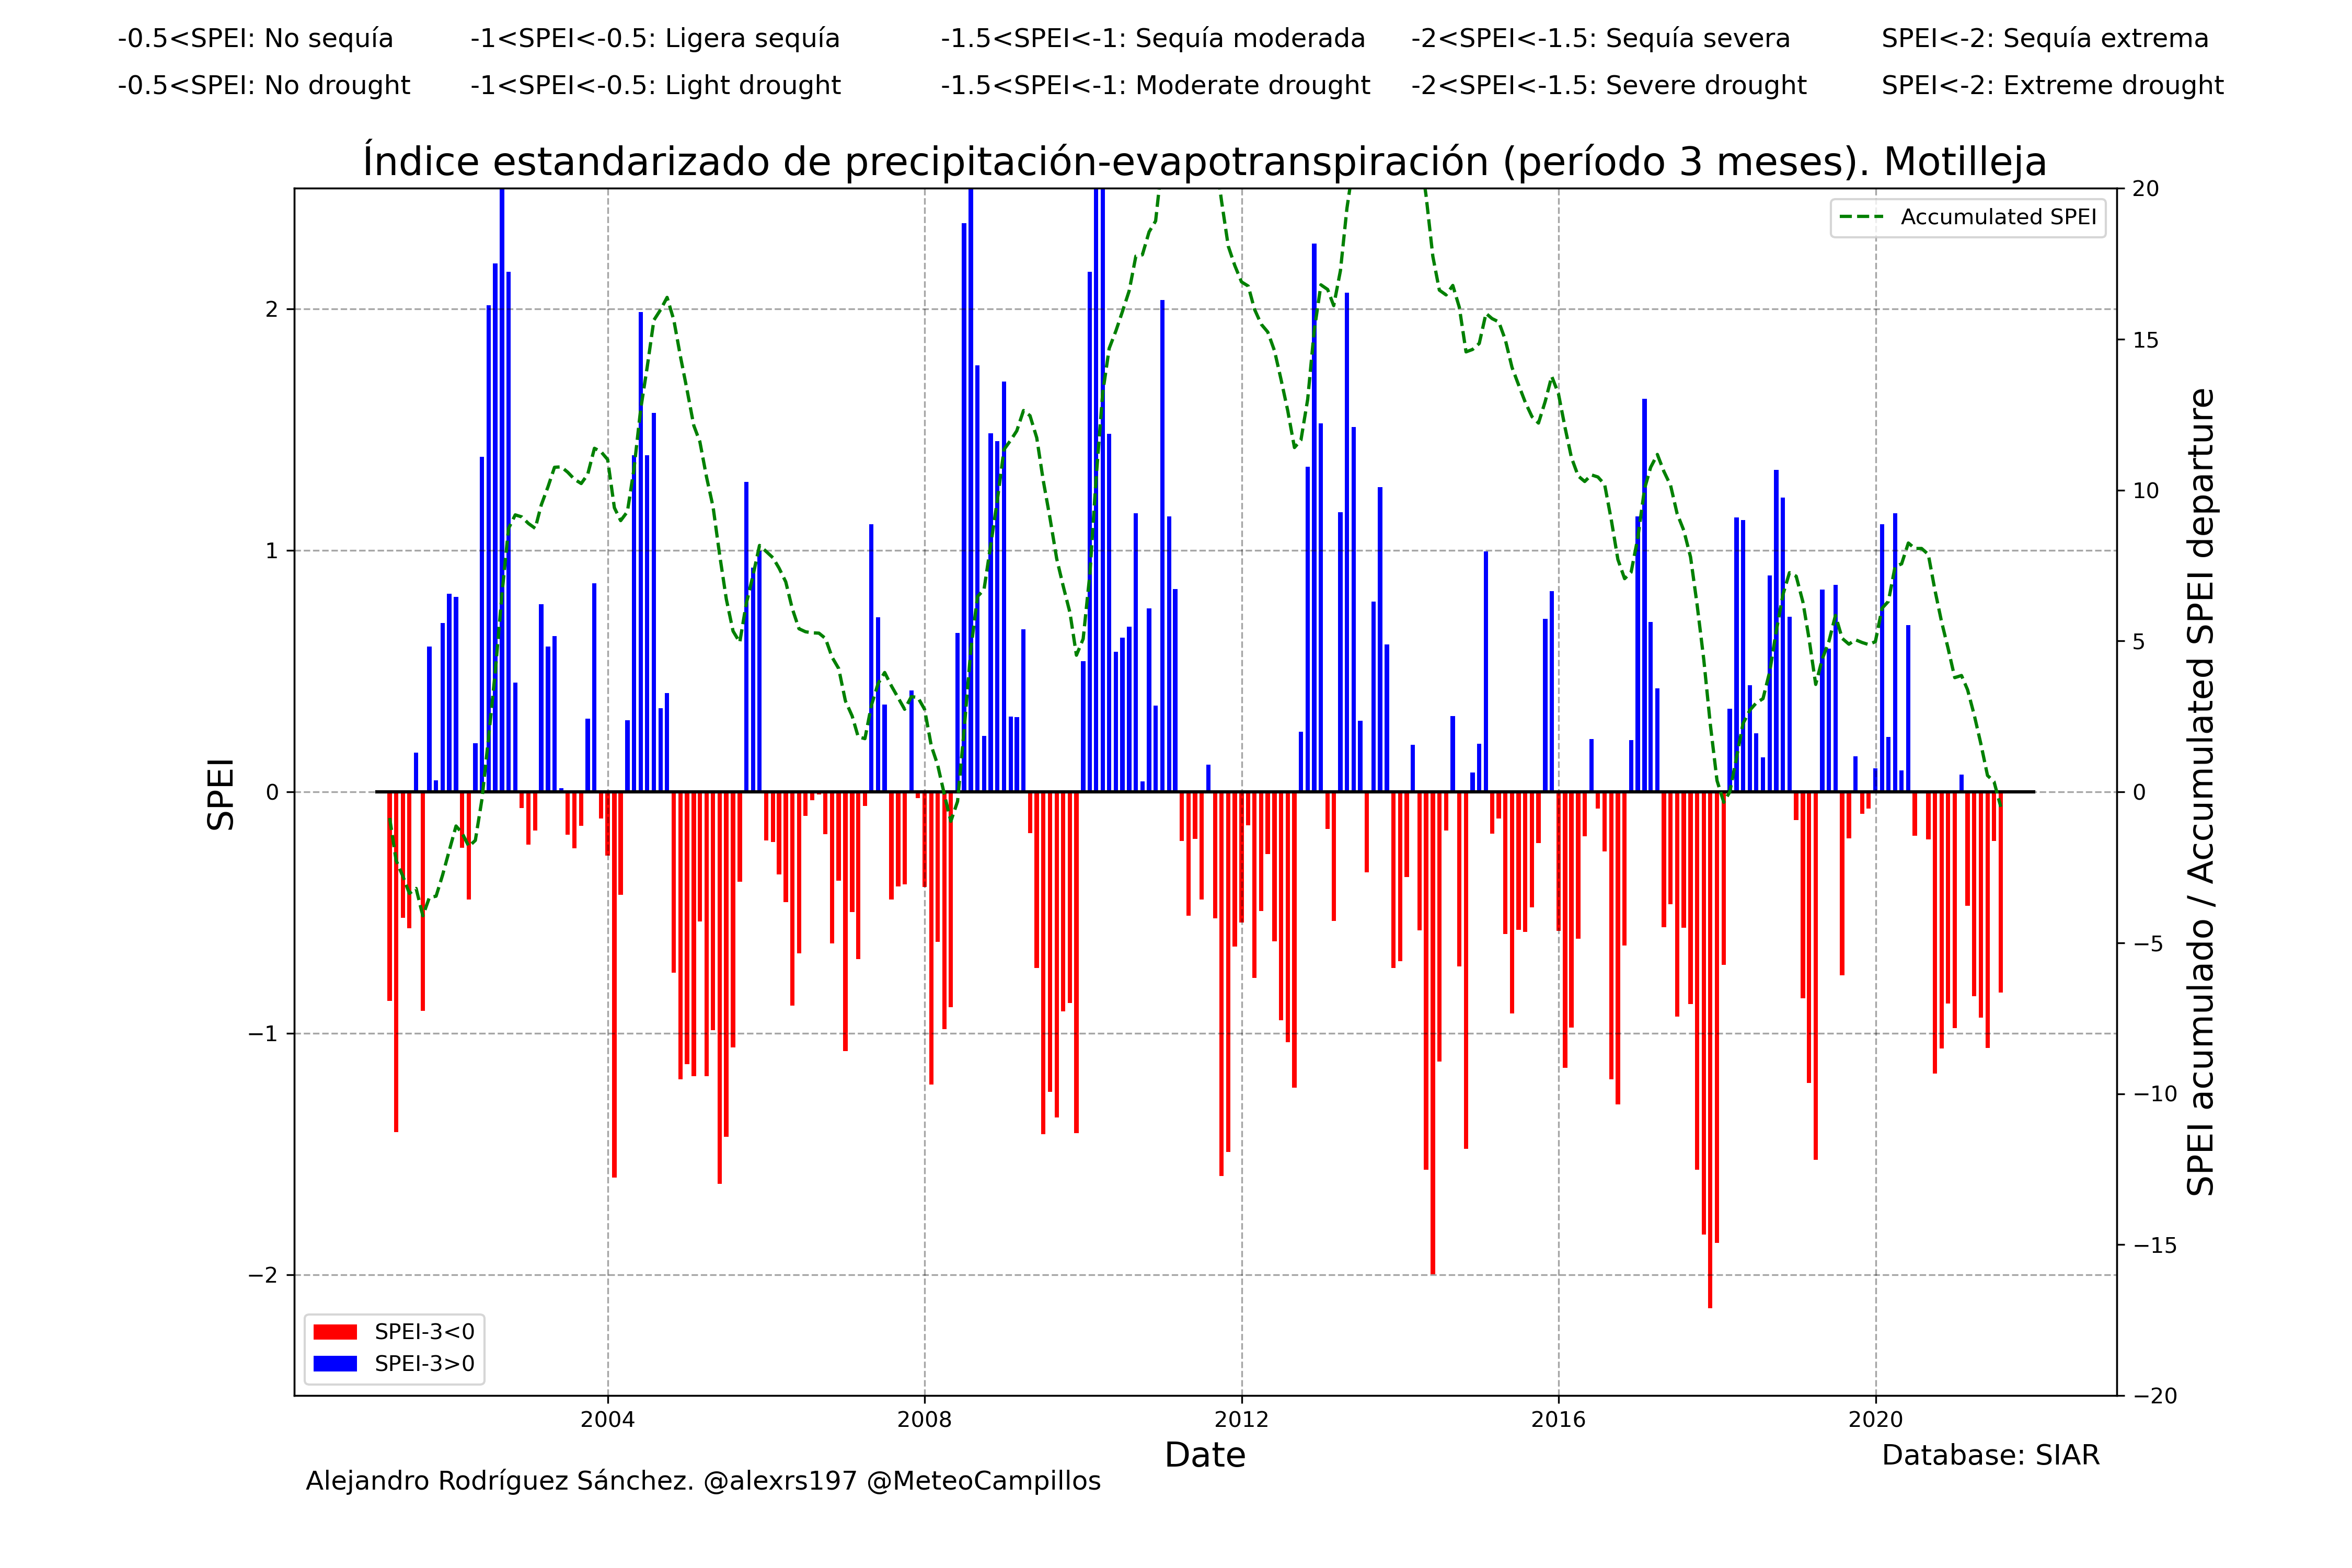 -0.5<SPEI: No sequía -1<SPEI<-0.5: Ligera sequía -1.5<SPEI<-1: Sequía moderada -2<SPEI<-1.5: Sequía severa SPEI<-2: Sequía extrema
-0.5<SPEI: No drought -1<SPEI<-0.5: Light drought -1.5<SPEI<-1: Moderate drought -2<SPEI<-1.5: Severe drought SPEI<-2: Extreme drought
Índice estandarizado de precipitación-evapotranspiración (período 3 meses). Motilleja
Accumulated SPEI
SPEI
2
1
0
−1
−2
20
15
10
5
0
−5
−10
−15
−20
SPEI acumulado / Accumulated SPEI departure
SPEI-3<0
SPEI-3>0
2004 2008 2012 2016 2020
Date
Database: SIAR
Alejandro Rodríguez Sánchez. @alexrs197 @MeteoCampillos